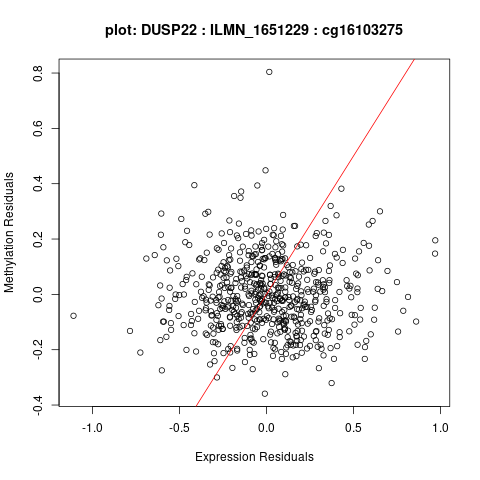 plot: DUSP22 : ILMN_1651229 : cg16103275
Methylation Residuals
0.8
0.6
0.4
0.2
0.0
-0.2
-0.4
-1.0 -0.5 0.0 0.5 1.0
Expression Residuals